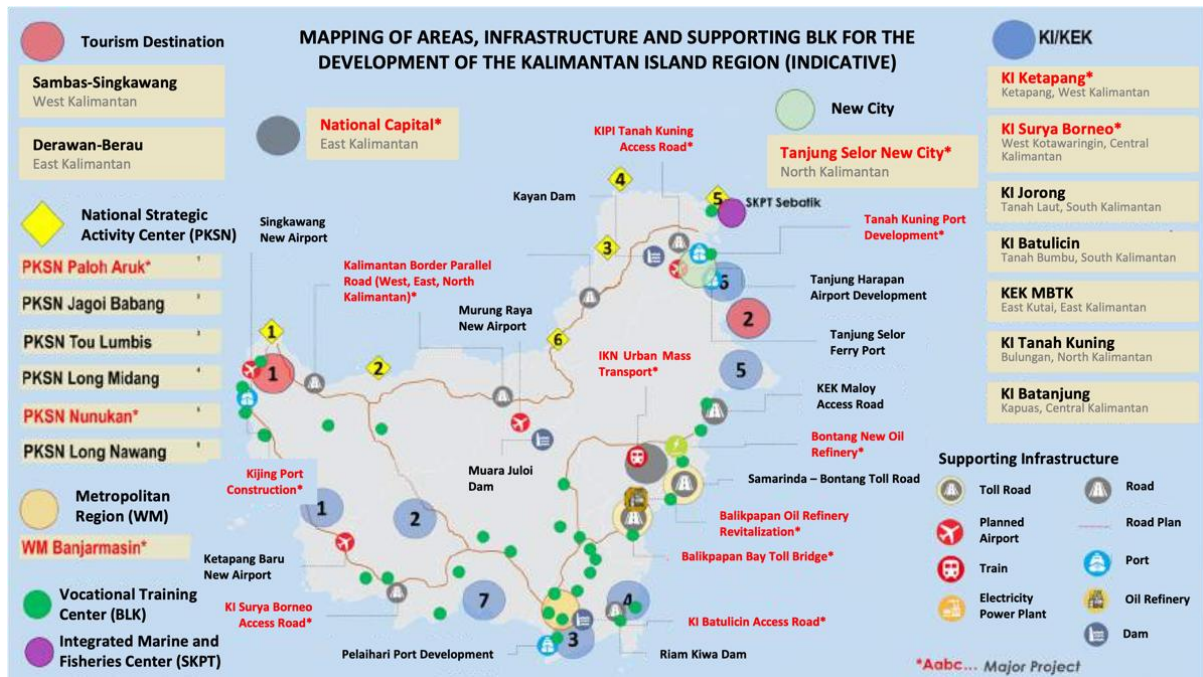 MAPPING OF AREAS, INFRASTRUCTURE AND SUPPORTING BLK FOR THE
DEVELOPMENT OF THE KALIMANTAN ISLAND REGION (INDICATIVE)
Tourism Destination
Sambas-Singkawang
West Kalimantan
Derawan-Berau
East Kalimantan
National Strategic
Activity Center (PKSN)
PKSN Paloh Aruk* 1
PKSN Jagoi Babang 2
PKSN Tou Lumbis 3
PKSN Long Midang 4
PKSN Nunukan* 5
PKSN Long Nawang 6
Metropolitan
Region (WM)
WM Banjarmasin*
Vocational Training
Center (BLK)
Integrated Marine and
Fisheries Center (SKPT)
National Capital*
East Kalimantan
New City
Tanjung Selor New City*
North Kalimantan
KI/KEK
KI Ketapang*
Ketapang, West Kalimantan
KI Surya Borneo*
West Kotawaringin, Central
Kalimantan
KI Jorong
Tanah Laut, South Kalimantan
KI Batulicin
Tanah Bumbu, South Kalimantan
KEK MBTK
East Kutai, East Kalimantan
KI Tanah Kuning
Bulungan, North Kalimantan
KI Batanjung
Kapuas, Central Kalimantan
KIPI Tanah Kuning
Access Road*
Kayan Dam
4
5
SKPT Sebatik
Singkawang
New Airport
3
Tanah Kuning Port
Development*
Kalimantan Border Parallel
Road (West, East, North
Kalimantan)*
Murung Raya
New Airport
6
Tanjung Harapan
Airport Development
2
1
6
Tanjung Selor
Ferry Port
2
IKN Urban Mass
Transport*
1
5
KEK Maloy
Access Road
Bontang New Oil
Refinery*
Muara Juloi
Dam
Kijing Port
Construction*
Samarinda – Bontang Toll Road
1
2
Balikpapan Oil Refinery
Revitalization*
Balikpapan Bay Toll Bridge*
Ketapang Baru
New Airport
KI Surya Borneo
Access Road*
7
4
KI Batulicin Access Road*
3
Pelaihari Port Development
Riam Kiwa Dam
Supporting Infrastructure
Toll Road
Road
Planned
Airport
Road Plan
Train
Port
Electricity
Power Plant
Oil Refinery
Dam
*Aabc... Major Project